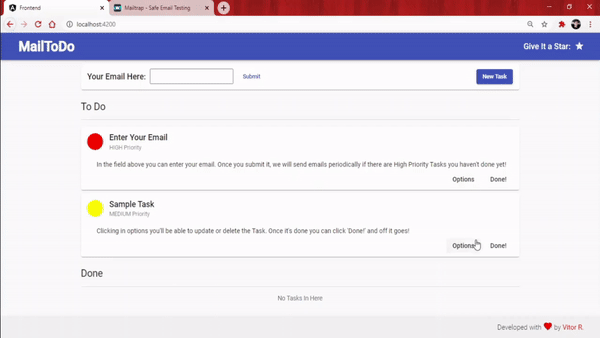 Frontend
Mailtrap - Safe Email Testing
localhost:4200
MailToDo
Give It a Star:
Your Email Here:
Submit
New Task
To Do
Enter Your Email
HIGH Priority
In the field above you can enter your email. Once you submit it, we will send emails periodically if there are High Priority Tasks you haven't done yet!
Options
Done!
Sample Task
MEDIUM Priority
Clicking in options you'll be able to update or delete the Task. Once it's done you can click 'Done!' and off it goes!
Options
Done!
Done
No Tasks In Here
Developed with by Vitor R.